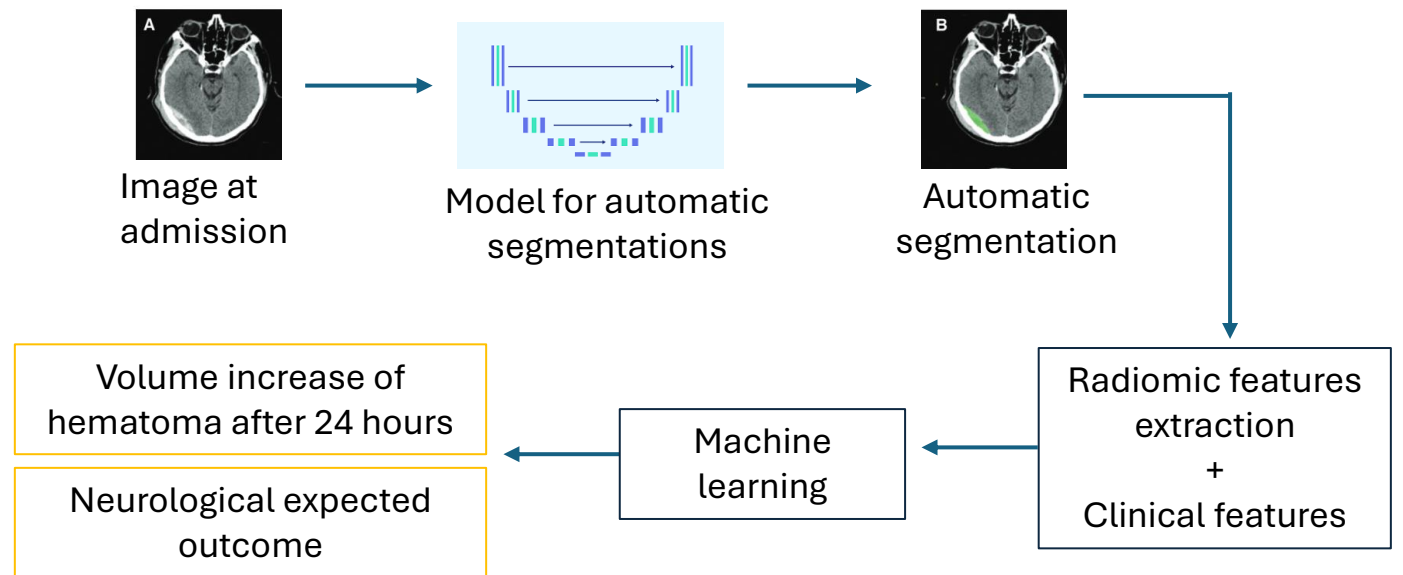 A
B
Image at
admission
Model for automatic
segmentations
Automatic
segmentation
Radiomic features
extraction
+
Clinical features
Machine
learning
Volume increase of
hematoma after 24 hours
Neurological expected
outcome